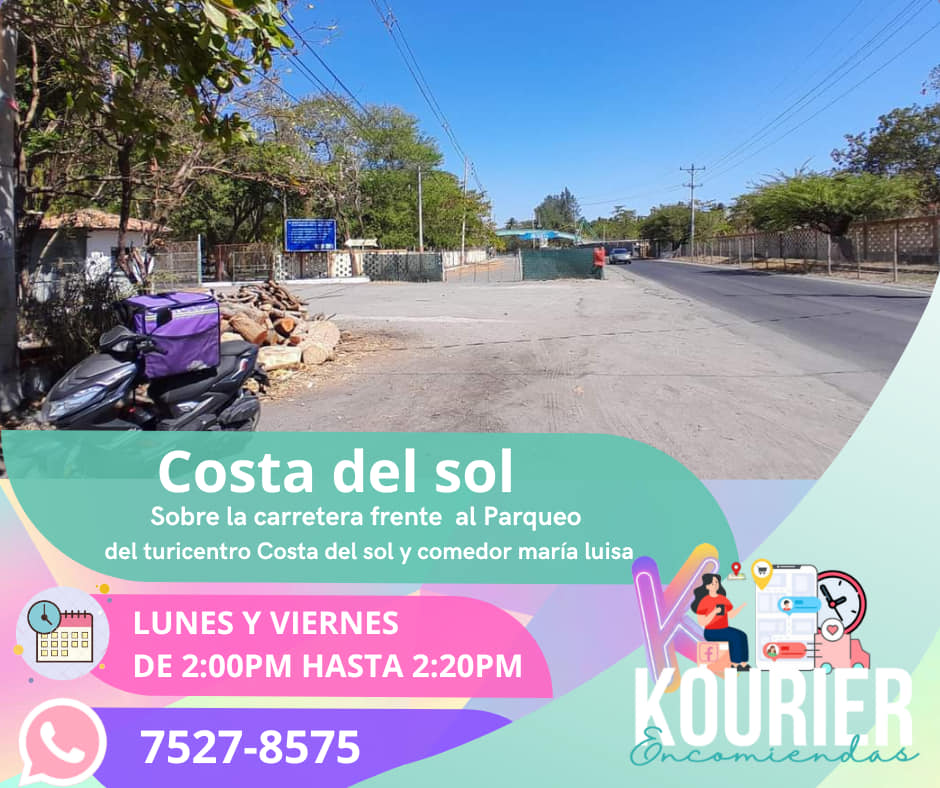 Costa del sol
Sobre la carretera frente al Parqueo
del turicentro Costa del sol y comedor maría luisa
LUNES Y VIERNES
DE 2:00PM HASTA 2:20PM
7527-8575
K
KOURIER
Encomiendas